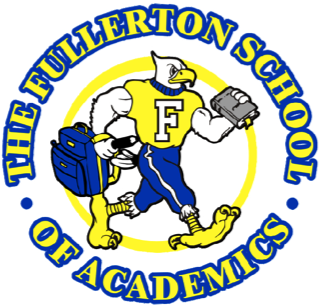 THE FULLERTON SCHOOL
F
• OF ACADEMICS •